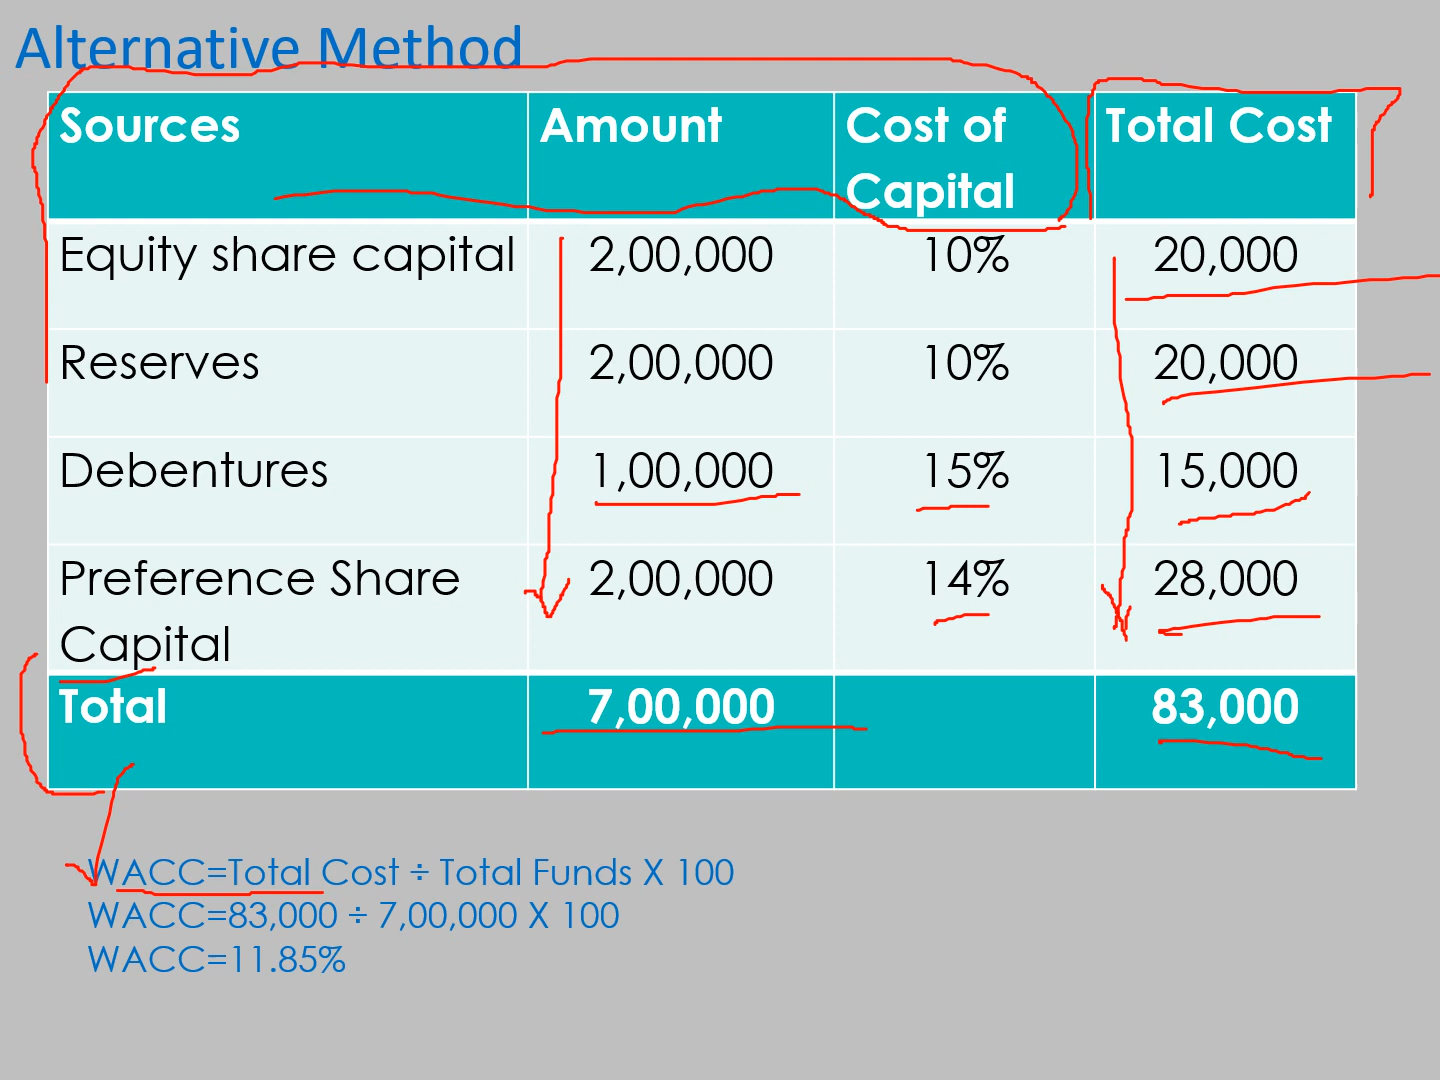 Alternative Method
Sources Amount Cost of Capital Total Cost
Equity share capital 2,00,000 10% 20,000
Reserves 2,00,000 10% 20,000
Debentures 1,00,000 15% 15,000
Preference Share Capital 2,00,000 14% 28,000
Total 7,00,000 83,000
WACC=Total Cost ÷ Total Funds X 100
WACC=83,000 ÷ 7,00,000 X 100
WACC=11.85%